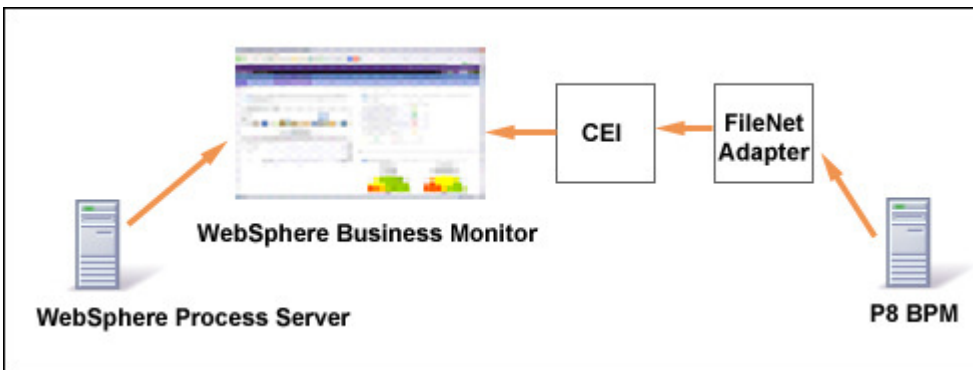 CEI
FileNet
Adapter
WebSphere Business Monitor
WebSphere Process Server
P8 BPM